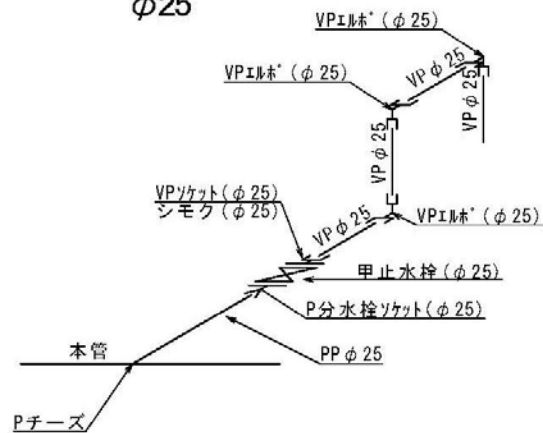 φ25
VPエルボ(φ25)
VPエルボ(φ25)
VPφ25
VPφ25
VPφ25
VPソケット(φ25)
シモク(φ25)
VPφ25
VPエルボ(φ25)
甲止水栓(φ25)
P分水栓ソケット(φ25)
本管
PPφ25
Pチーズ